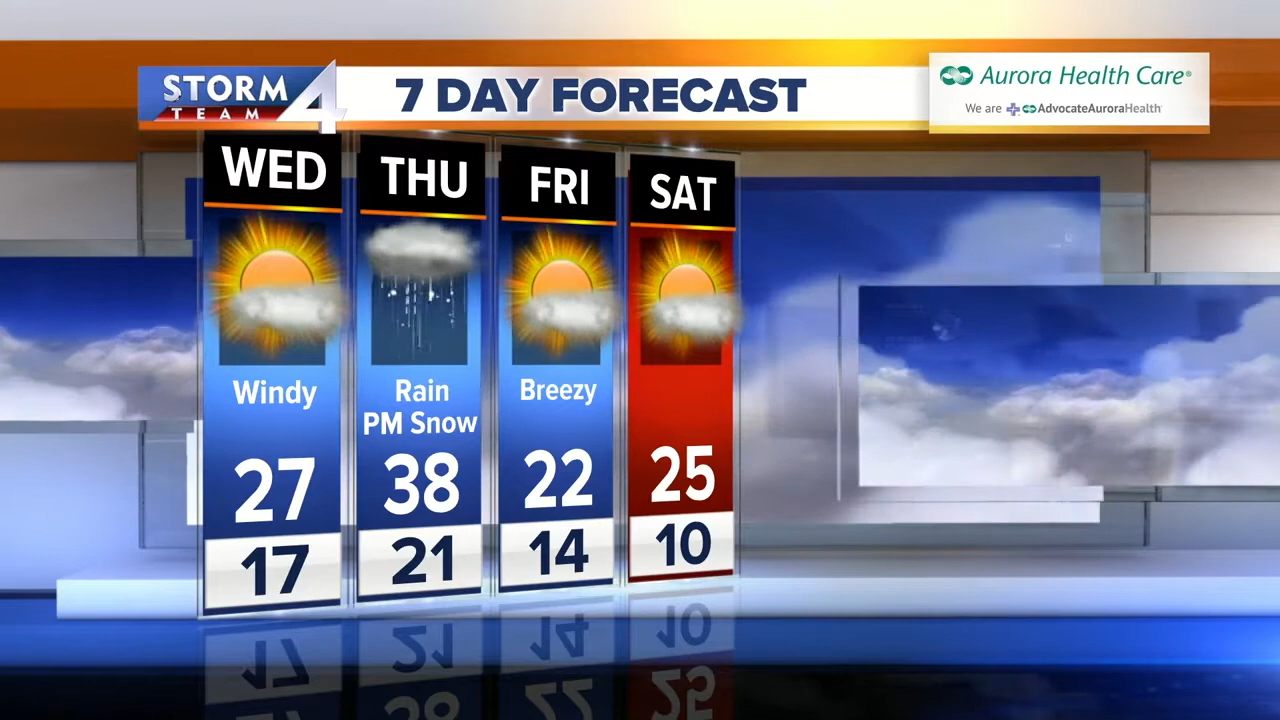 STORM
TEAM
4
7 DAY FORECAST
Aurora Health Care®
We are AdvocateAuroraHealth
WED
Windy
27
17
THU
Rain
PM Snow
38
21
FRI
Breezy
22
14
SAT
25
10